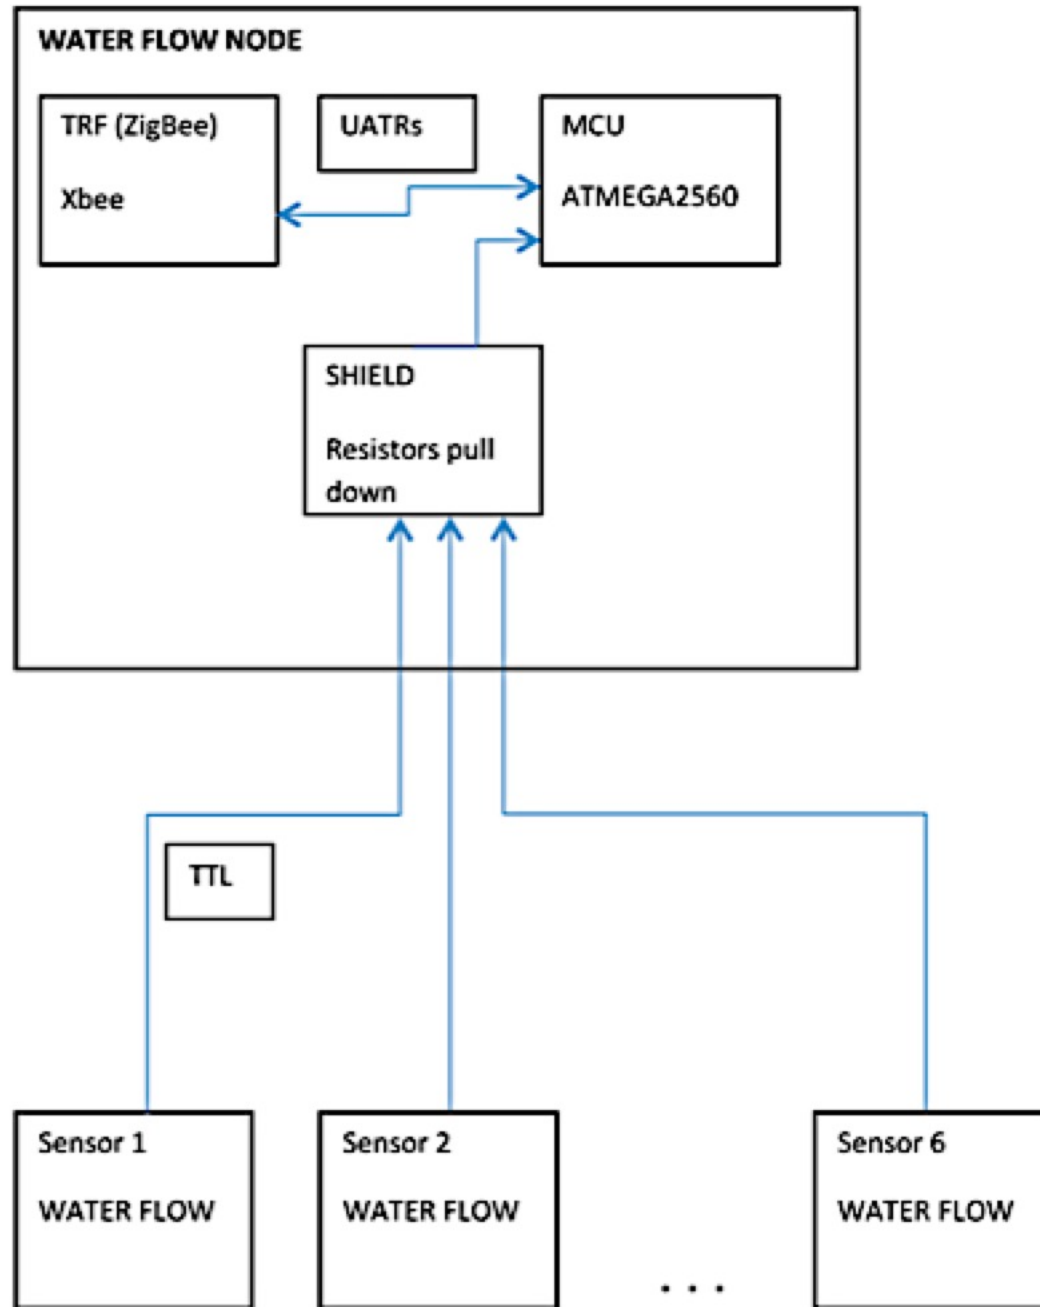 WATER FLOW NODE
TRF (ZigBee)
Xbee
UATRs
MCU
ATMEGA2560
SHIELD
Resistors pull
down
TTL
Sensor 1
WATER FLOW
Sensor 2
WATER FLOW
. . .
Sensor 6
WATER FLOW